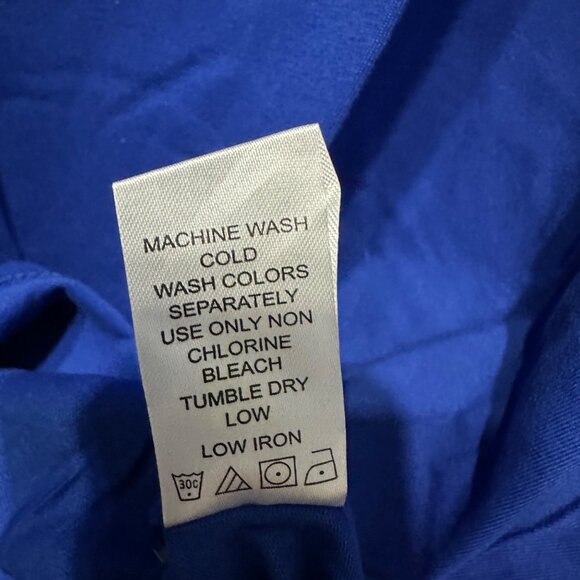 MACHINE WASH
COLD
WASH COLORS
SEPARATELY
USE ONLY NON
CHLORINE
BLEACH
TUMBLE DRY
LOW
LOW IRON
30C